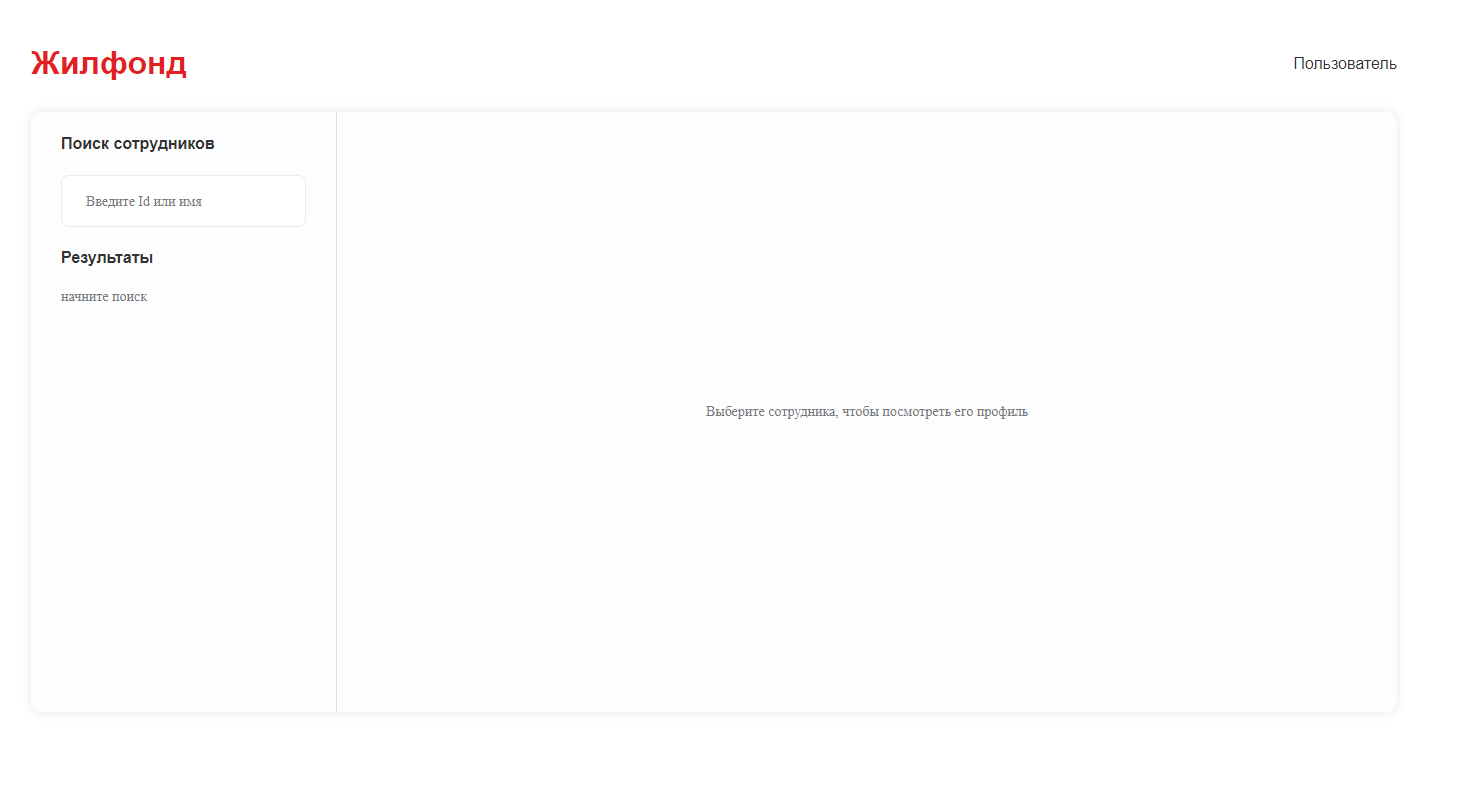 Жилфонд
Пользователь
Поиск сотрудников
Введите Id или имя
Результаты
начните поиск
Выберите сотрудника, чтобы посмотреть его профиль